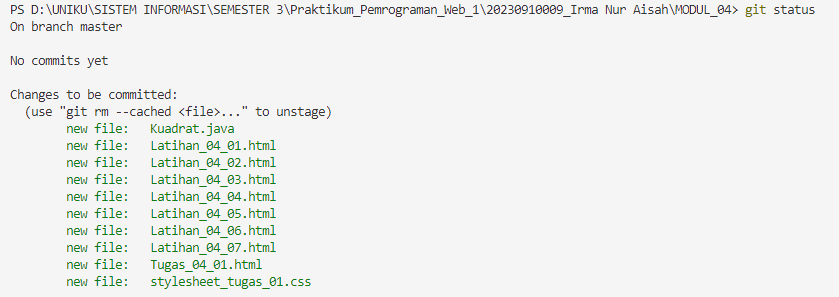 PS D:\UNIKU\SISTEM INFORMASI\SEMESTER 3\Praktikum_Pemrograman_Web_1\20230910009_Irma Nur Aisah\MODUL_04> git status
On branch master
No commits yet
Changes to be committed:
(use "git rm --cached <file>..." to unstage)
new file: Kuadrat.java
new file: Latihan_04_01.html
new file: Latihan_04_02.html
new file: Latihan_04_03.html
new file: Latihan_04_04.html
new file: Latihan_04_05.html
new file: Latihan_04_06.html
new file: Latihan_04_07.html
new file: Tugas_04_01.html
new file: stylesheet_tugas_01.css